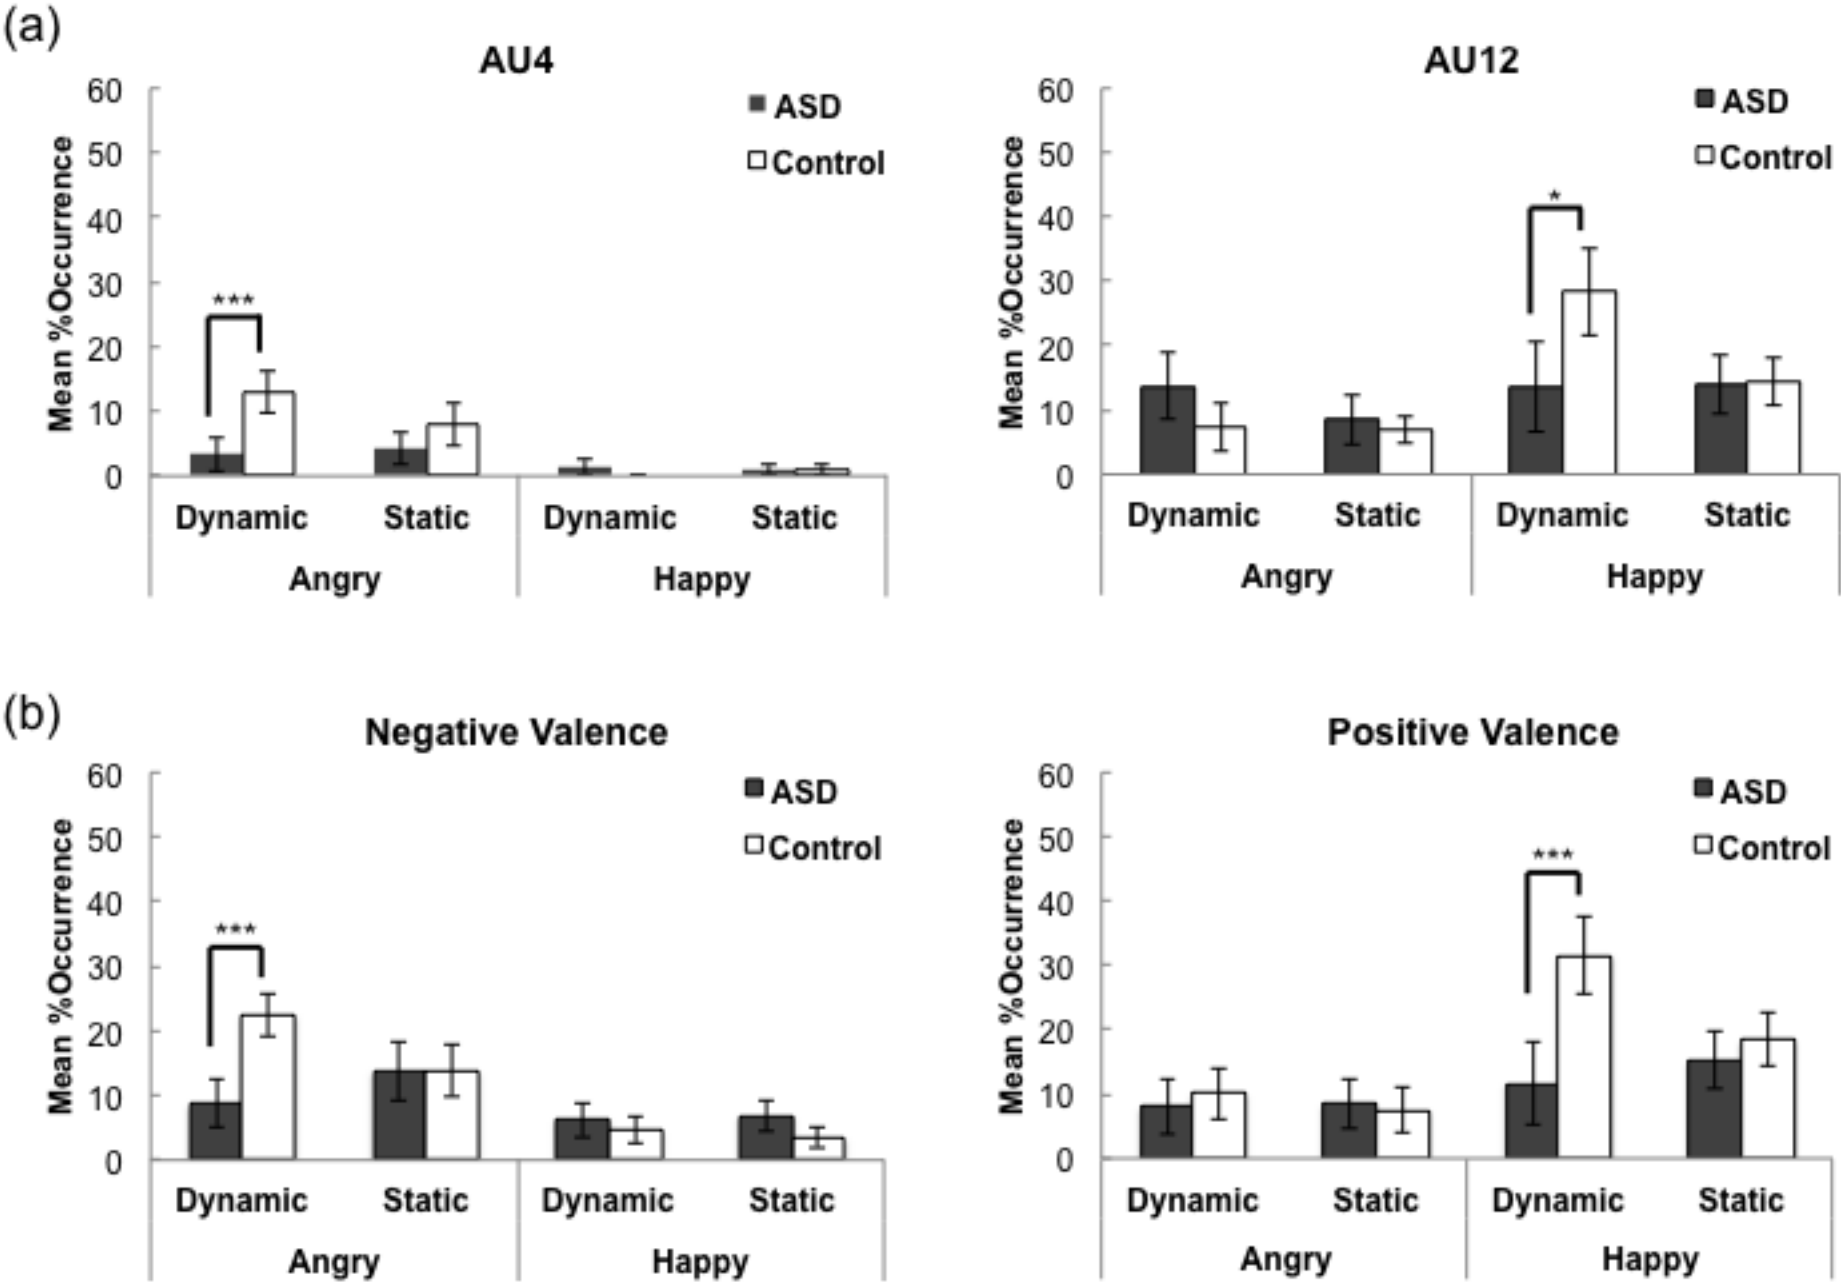 (a)
AU4
AU12
60
50
40
30
20
10
0
Mean %Occurrence
ASD
Control
***
Dynamic Static Dynamic Static
Angry Happy
60
50
40
30
20
10
0
Mean %Occurrence
ASD
Control
*
Dynamic Static Dynamic Static
Angry Happy
(b)
Negative Valence
Positive Valence
60
50
40
30
20
10
0
Mean %Occurrence
ASD
Control
***
Dynamic Static Dynamic Static
Angry Happy
60
50
40
30
20
10
0
Mean %Occurrence
ASD
Control
***
Dynamic Static Dynamic Static
Angry Happy